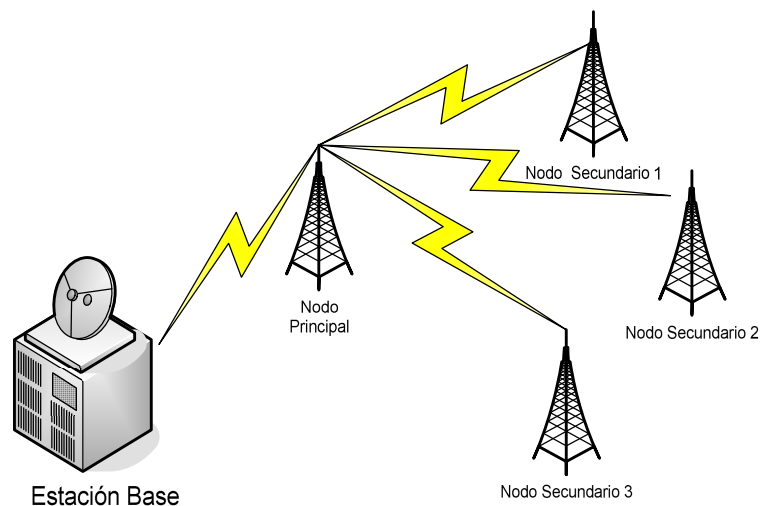 Nodo Secundario 1
Nodo
Principal
Nodo Secundario 2
Nodo Secundario 3
Estación Base